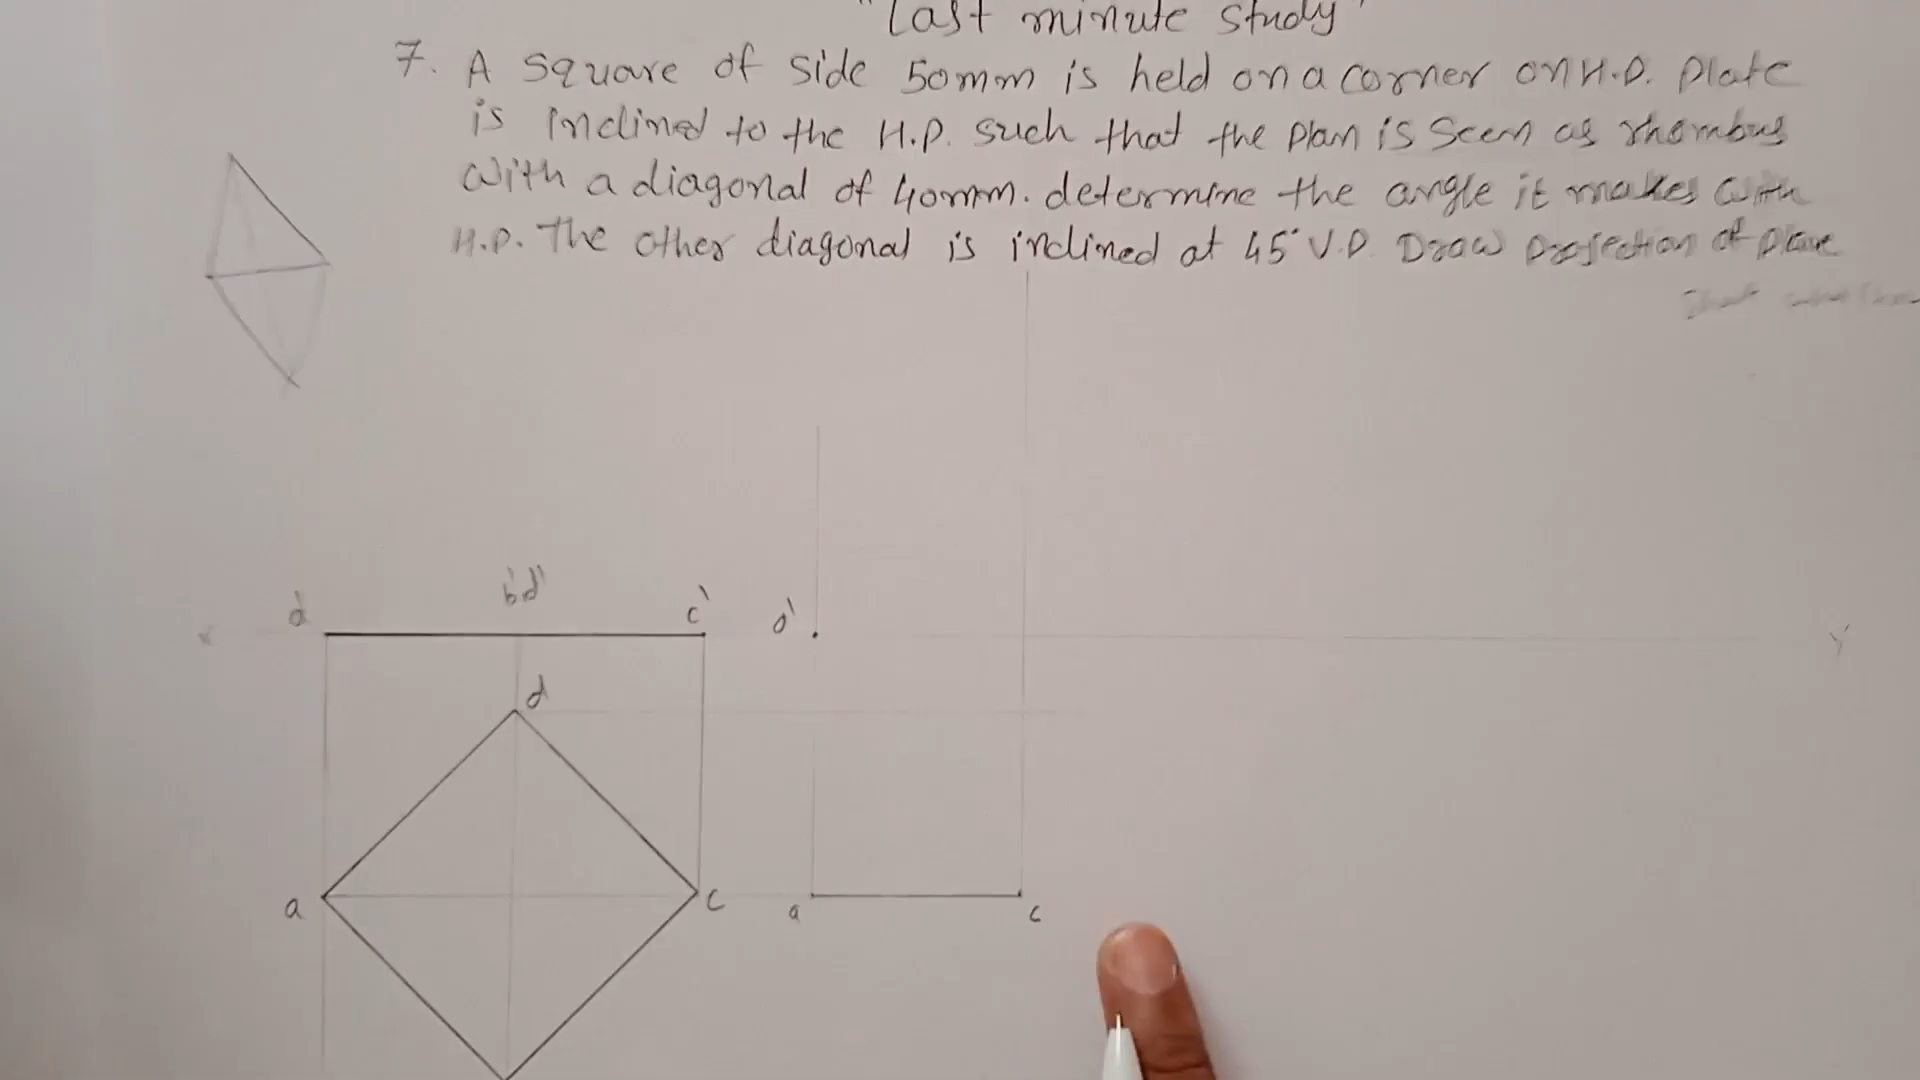 "Last minute study"
7. A square of side 50mm is held on a corner on H.P. Plate
is inclined to the H.P. such that the plan is seen as rhombus
with a diagonal of 40mm. determine the angle it makes with
H.P. The other diagonal is inclined at 45° V.P. Draw projection of plane
a' b'd' c' a'
X Y
d
a c a c